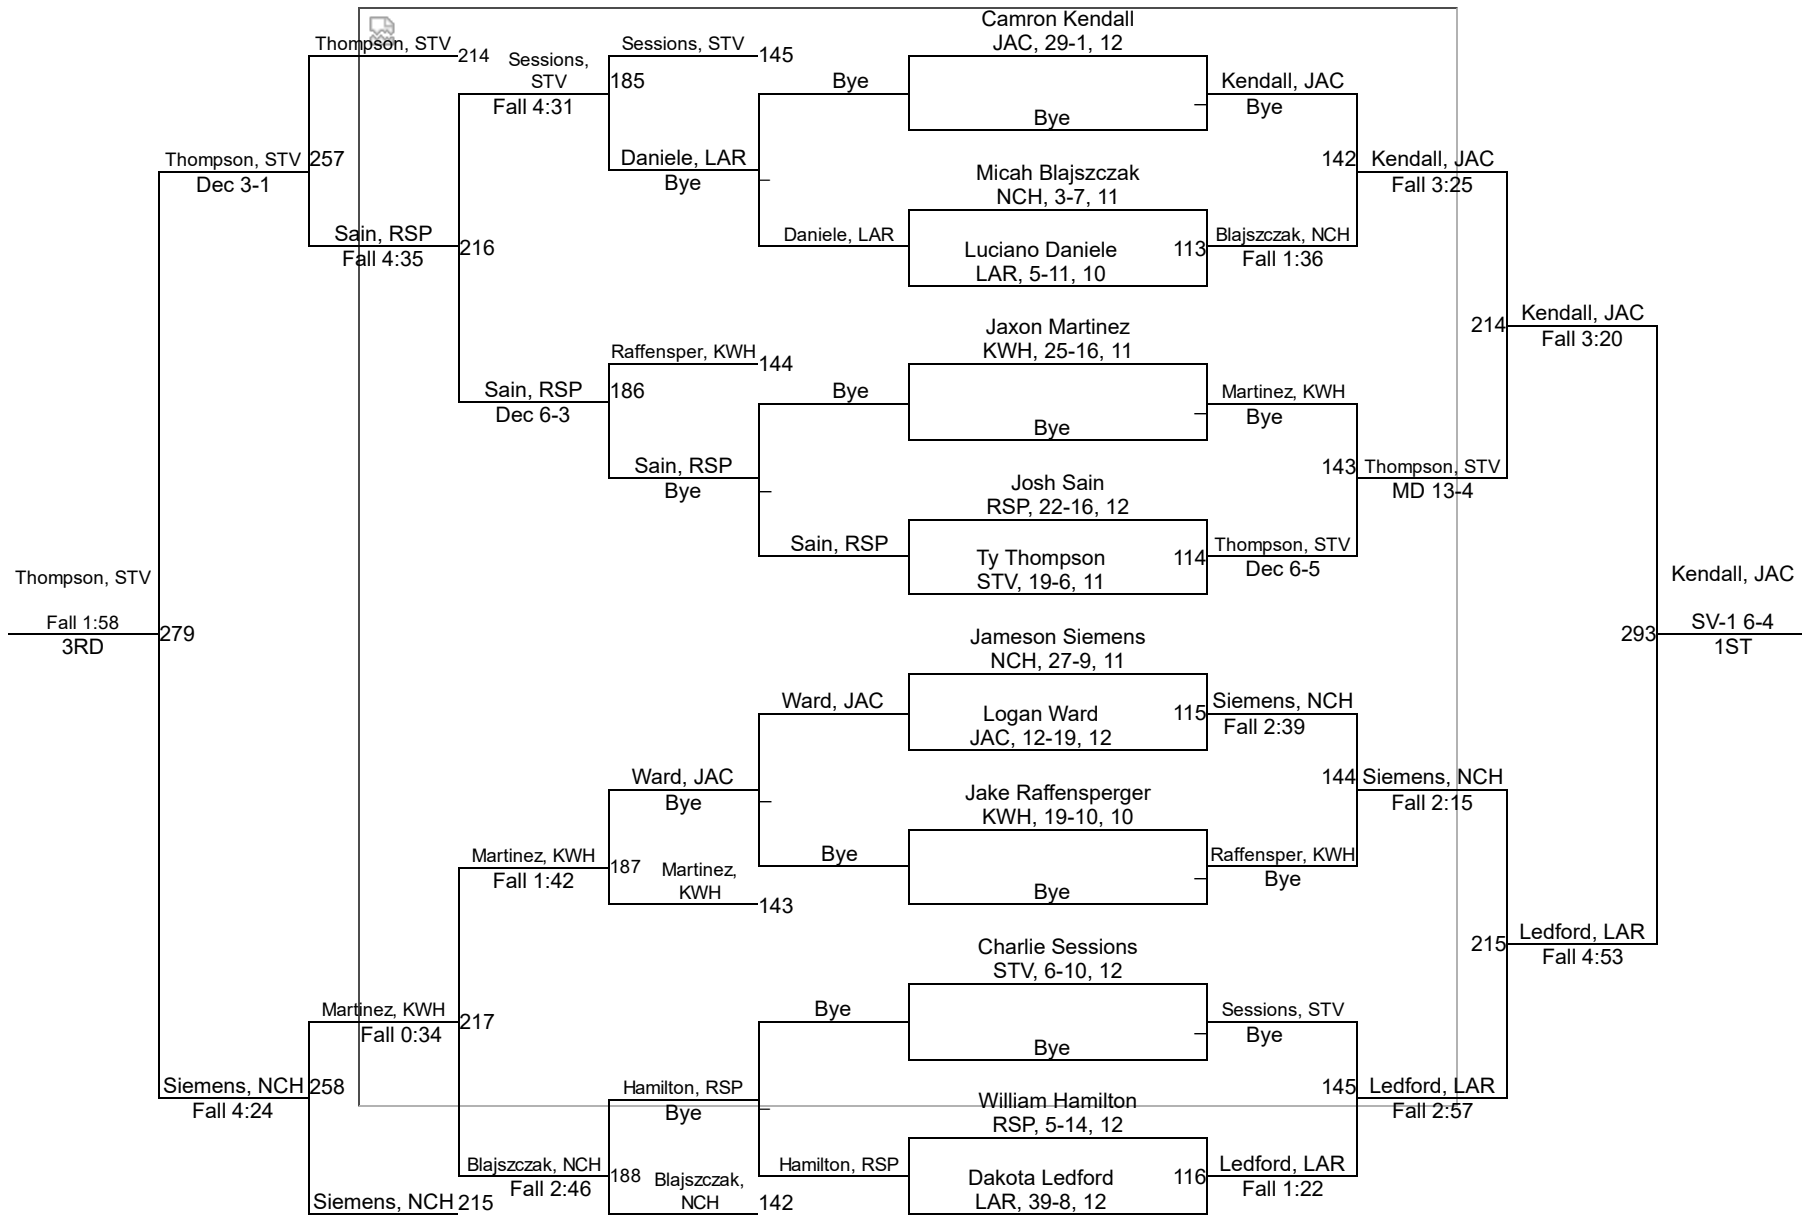 Camron Kendall
Thompson, STV
214
Sessions,
STV
Fall 4:31
Sessions, STV
145
185
JAC, 29-1, 12
Bye
Bye
Kendall, JAC
Bye
Thompson, STV
257
Dec 3-1
Daniele, LAR
Bye
Micah Blajszczak
NCH, 3-7, 11
142
Kendall, JAC
Fall 3:25
Sain, RSP
Fall 4:35
216
Daniele, LAR
Luciano Daniele
LAR, 5-11, 10
113
Blajszczak, NCH
Fall 1:36
Jaxon Martinez
KWH, 25-16, 11
214
Kendall, JAC
Fall 3:20
Raffensper, KWH
144
Sain, RSP
186
Dec 6-3
Bye
Bye
Martinez, KWH
Bye
Sain, RSP
Bye
Josh Sain
RSP, 22-16, 12
143
Thompson, STV
MD 13-4
Sain, RSP
Ty Thompson
STV, 19-6, 11
114
Thompson, STV
Dec 6-5
Thompson, STV
Fall 1:58
3RD
279
Kendall, JAC
293
SV-1 6-4
1ST
Jameson Siemens
NCH, 27-9, 11
Ward, JAC
Logan Ward
JAC, 12-19, 12
115
Siemens, NCH
Fall 2:39
Ward, JAC
Bye
Jake Raffensperger
KWH, 19-10, 10
144
Siemens, NCH
Fall 2:15
Martinez, KWH
Fall 1:42
187
Martinez,
KWH
143
Bye
Bye
Raffensper, KWH
Bye
Charlie Sessions
STV, 6-10, 12
215
Ledford, LAR
Fall 4:53
Martinez, KWH
Fall 0:34
217
Bye
Bye
Sessions, STV
Bye
Siemens, NCH
258
Fall 4:24
Hamilton, RSP
Bye
William Hamilton
RSP, 5-14, 12
145
Ledford, LAR
Fall 2:57
Blajszczak, NCH
Fall 2:46
188
Blajszczak,
NCH
142
Hamilton, RSP
Dakota Ledford
LAR, 39-8, 12
116
Ledford, LAR
Fall 1:22
Siemens, NCH
215